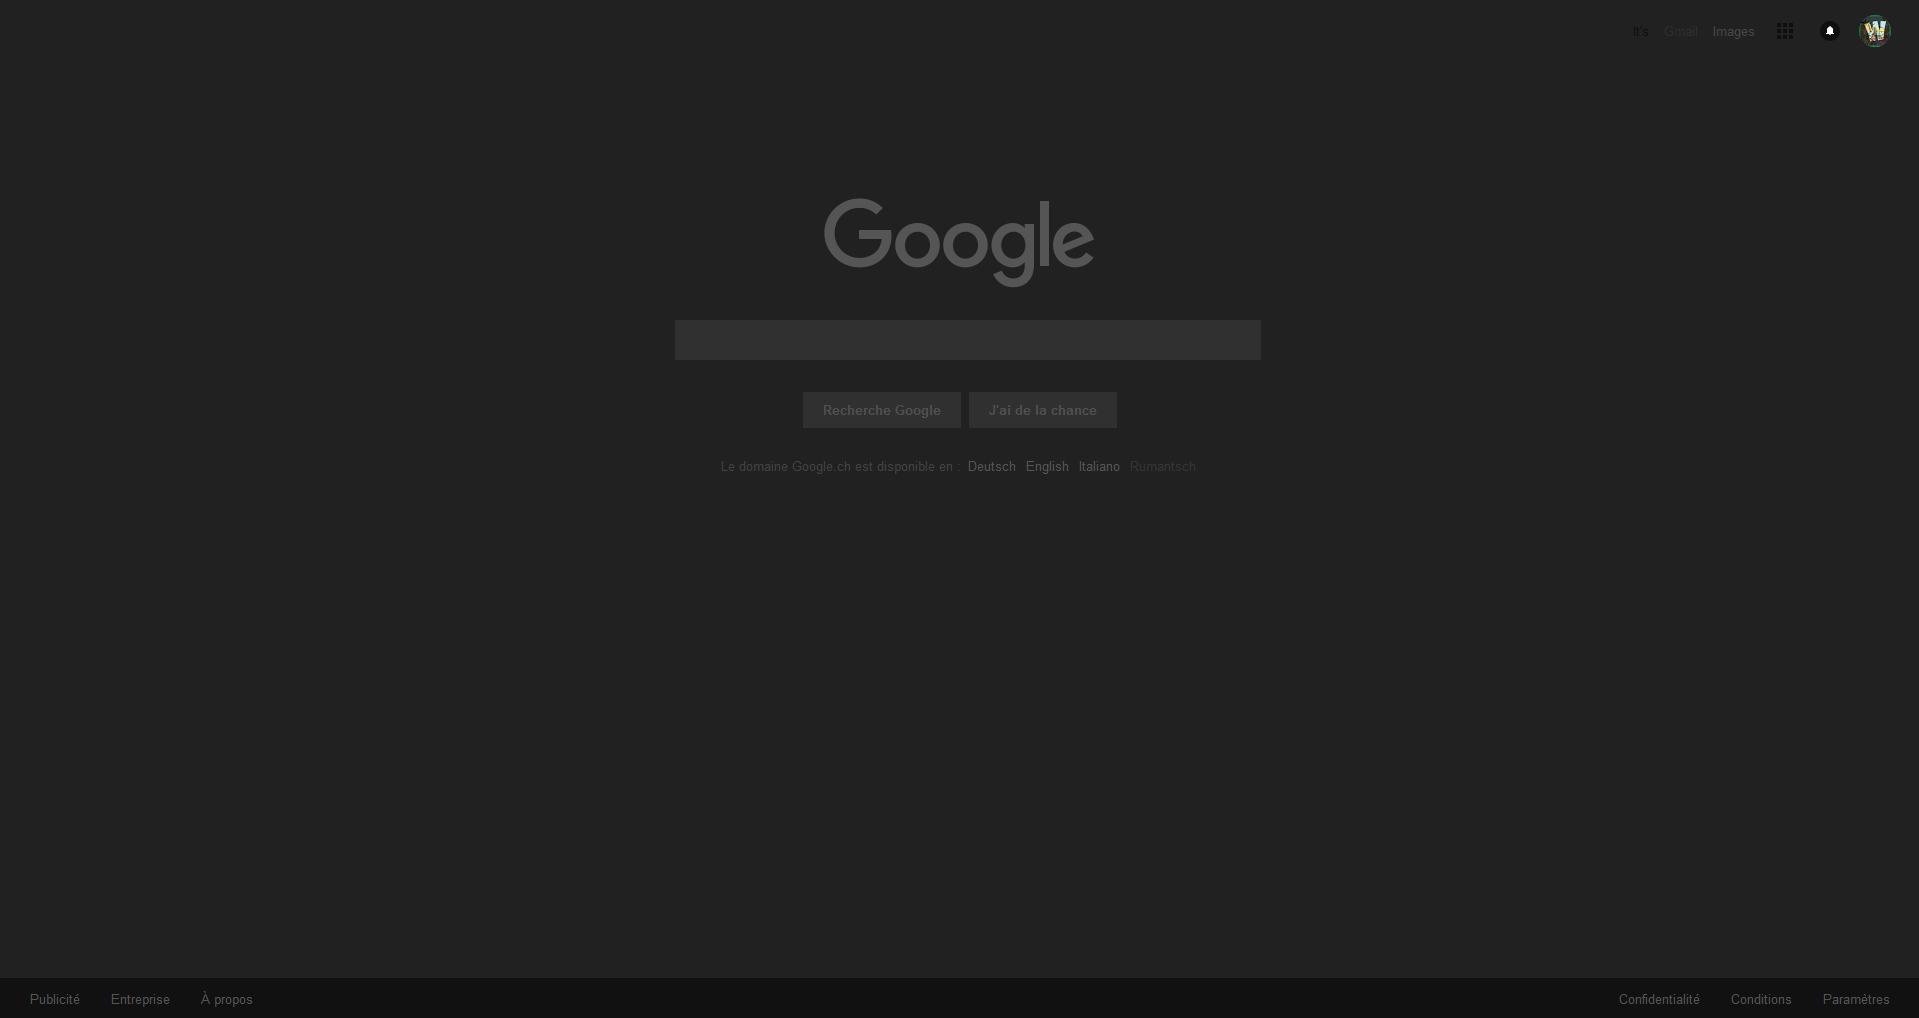 It's Gmail Images
Google
Recherche Google J'ai de la chance
Le domaine Google.ch est disponible en : Deutsch English Italiano Rumantsch
Publicité Entreprise À propos Confidentialité Conditions Paramètres